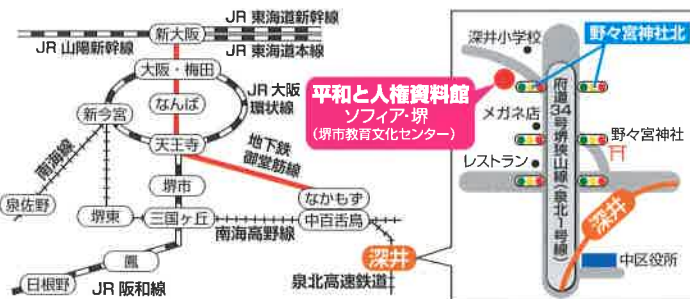 JR 東海道新幹線
JR 山陽新幹線
新大阪
JR 東海道本線
大阪・梅田
JR 大阪
環状線
なんば
新今宮
天王寺
地下鉄
御堂筋線
南海線
泉佐野
堺市
堺東
三国ヶ丘
なかもず
中百舌鳥
南海高野線
鳳
日根野
JR 阪和線
深井
泉北高速鉄道
平和と人権資料館
ソフィア・堺
(堺市教育文化センター)
深井小学校
野々宮神社北
府道34号堺狭山線(泉北1号線)
メガネ店
野々宮神社
レストラン
深井
中区役所